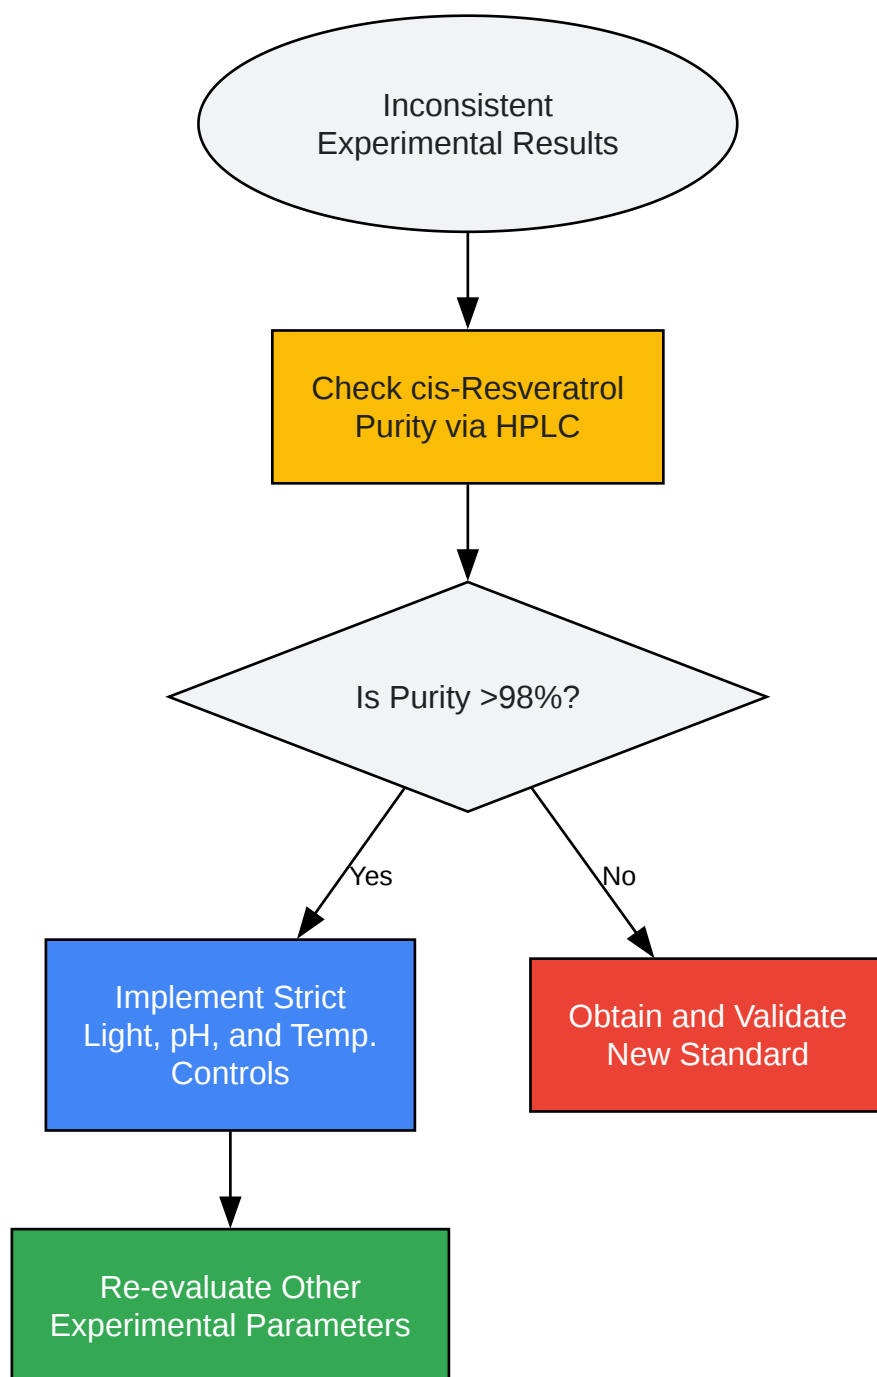 Inconsistent
Experimental Results
Check cis-Resveratrol
Purity via HPLC
Is Purity >98%?
Yes
No
Implement Strict
Light, pH, and Temp.
Controls
Obtain and Validate
New Standard
Re-evaluate Other
Experimental Parameters